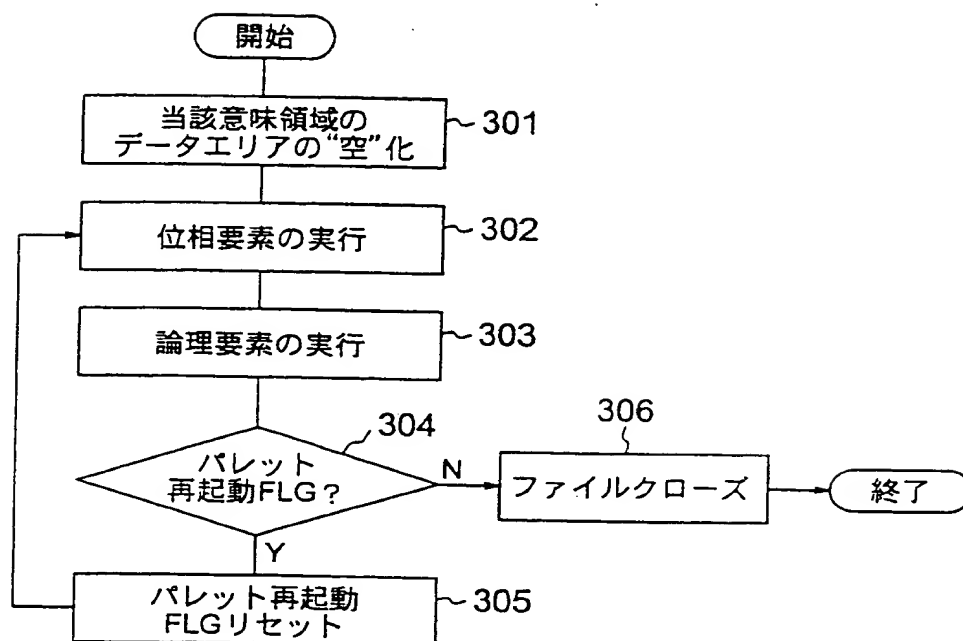 開始
当該意味領域の
データエリアの“空”化
301
位相要素の実行
302
論理要素の実行
303
304
パレット
再起動FLG？
N
306
ファイルクローズ
終了
Y
パレット再起動
FLGリセット
305